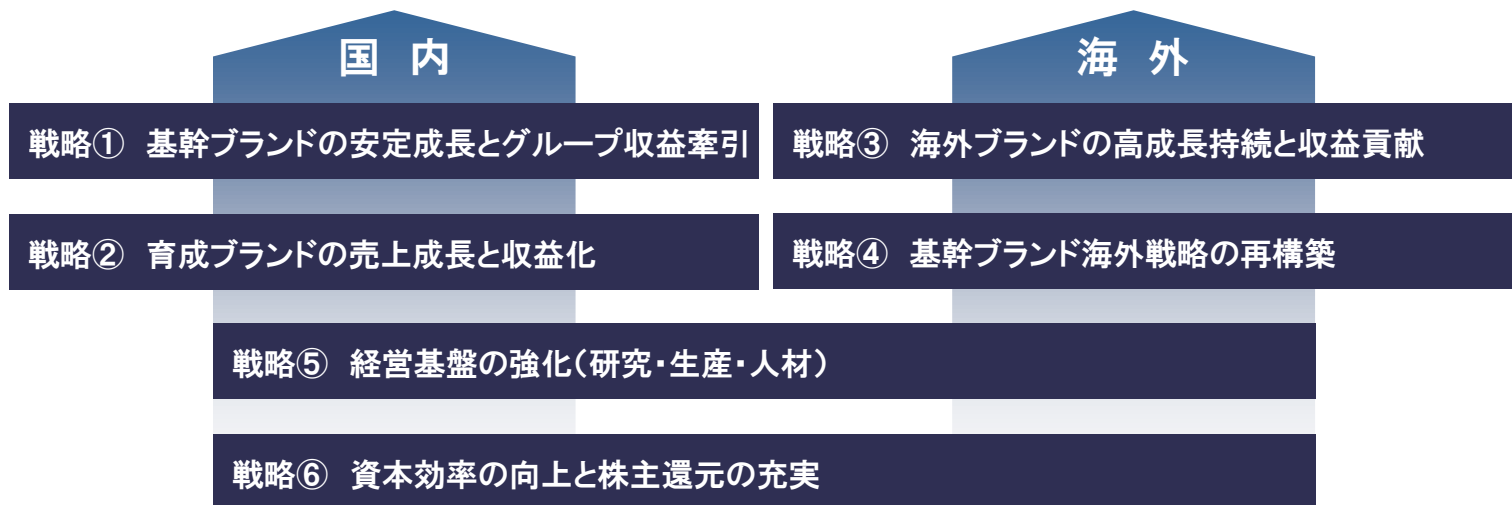 国 内
海 外
戦略① 基幹ブランドの安定成長とグループ収益牽引
戦略③ 海外ブランドの高成長持続と収益貢献
戦略② 育成ブランドの売上成長と収益化
戦略④ 基幹ブランド海外戦略の再構築
戦略⑤ 経営基盤の強化（研究・生産・人材）
戦略⑥ 資本効率の向上と株主還元の充実